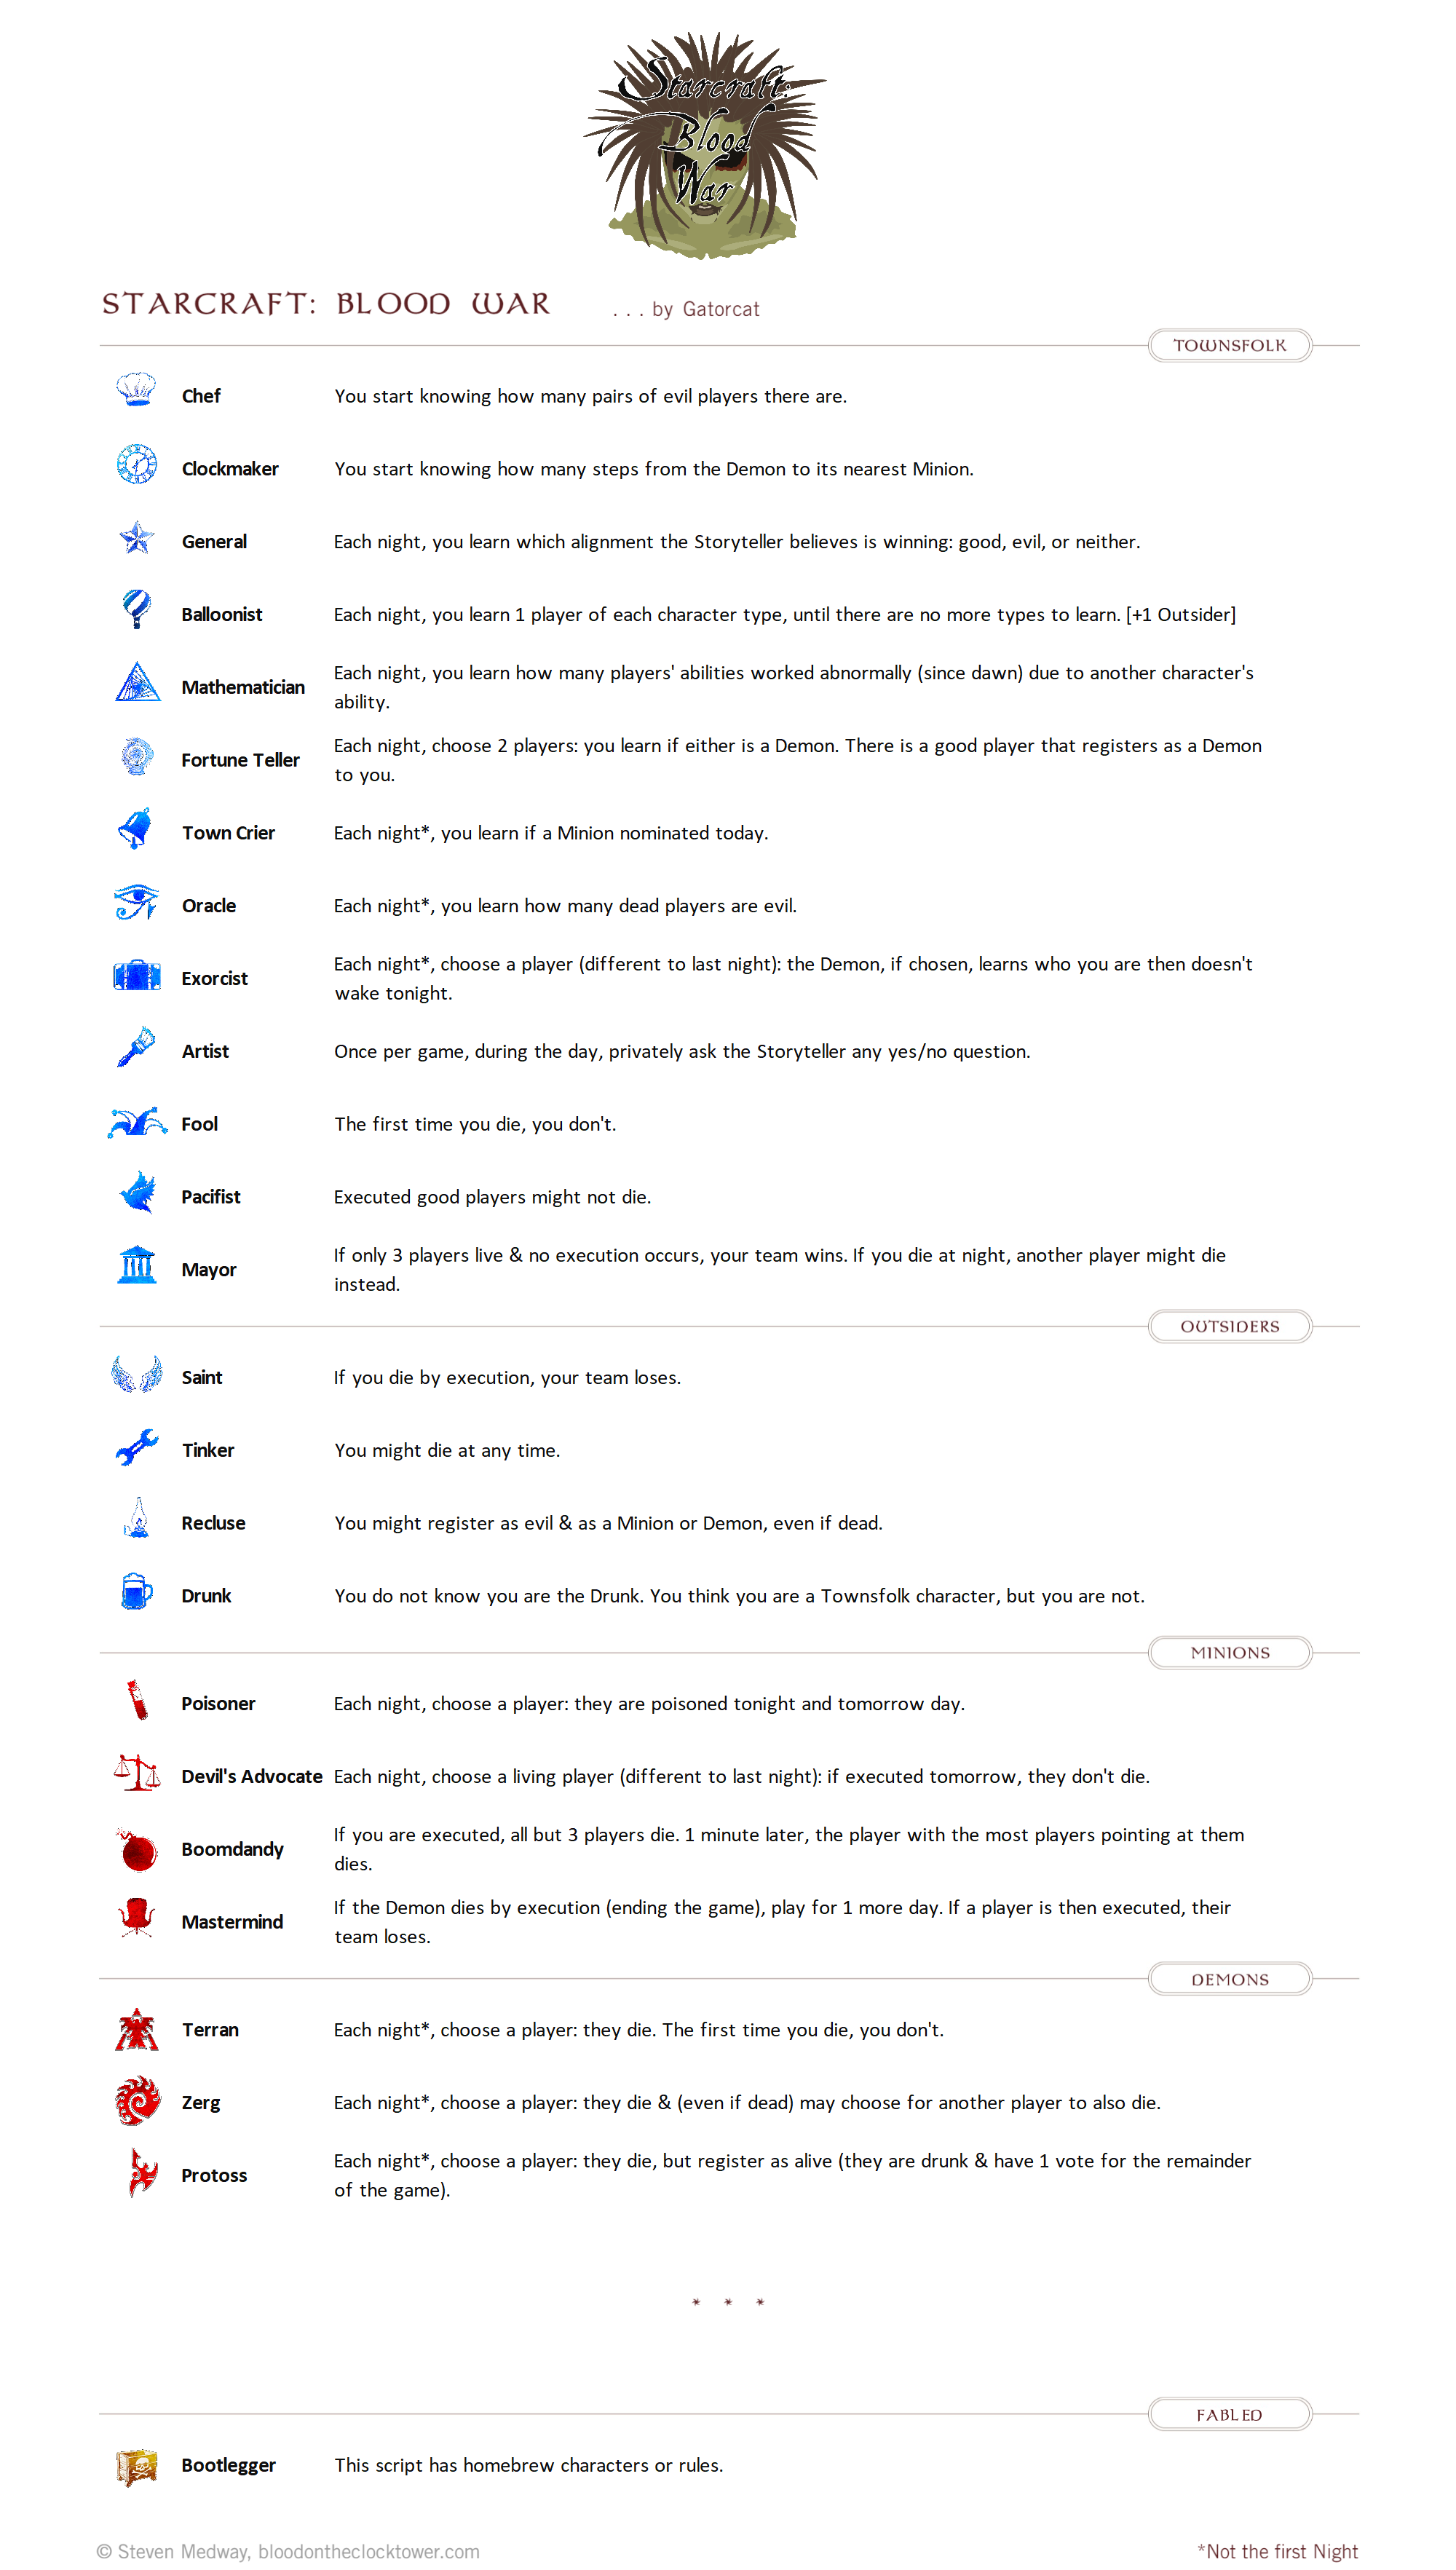 Starcraft:
Blood
War
STARCRAFT: BLOOD WAR . . . by Gatorcat
TOWNSFOLK
Chef You start knowing how many pairs of evil players there are.
Clockmaker You start knowing how many steps from the Demon to its nearest Minion.
General Each night, you learn which alignment the Storyteller believes is winning: good, evil, or neither.
Balloonist Each night, you learn 1 player of each character type, until there are no more types to learn. [+1 Outsider]
Mathematician Each night, you learn how many players' abilities worked abnormally (since dawn) due to another character's
ability.
Fortune Teller Each night, choose 2 players: you learn if either is a Demon. There is a good player that registers as a Demon
to you.
Town Crier Each night*, you learn if a Minion nominated today.
Oracle Each night*, you learn how many dead players are evil.
Exorcist Each night*, choose a player (different to last night): the Demon, if chosen, learns who you are then doesn't
wake tonight.
Artist Once per game, during the day, privately ask the Storyteller any yes/no question.
Fool The first time you die, you don't.
Pacifist Executed good players might not die.
Mayor If only 3 players live & no execution occurs, your team wins. If you die at night, another player might die
instead.
OUTSIDERS
Saint If you die by execution, your team loses.
Tinker You might die at any time.
Recluse You might register as evil & as a Minion or Demon, even if dead.
Drunk You do not know you are the Drunk. You think you are a Townsfolk character, but you are not.
MINIONS
Poisoner Each night, choose a player: they are poisoned tonight and tomorrow day.
Devil's Advocate Each night, choose a living player (different to last night): if executed tomorrow, they don't die.
Boomdandy If you are executed, all but 3 players die. 1 minute later, the player with the most players pointing at them
dies.
Mastermind If the Demon dies by execution (ending the game), play for 1 more day. If a player is then executed, their
team loses.
DEMONS
Terran Each night*, choose a player: they die. The first time you die, you don't.
Zerg Each night*, choose a player: they die & (even if dead) may choose for another player to also die.
Protoss Each night*, choose a player: they die, but register as alive (they are drunk & have 1 vote for the remainder
of the game).
* * *
FABLED
Bootlegger This script has homebrew characters or rules.
© Steven Medway, bloodontheclocktower.com *Not the first Night